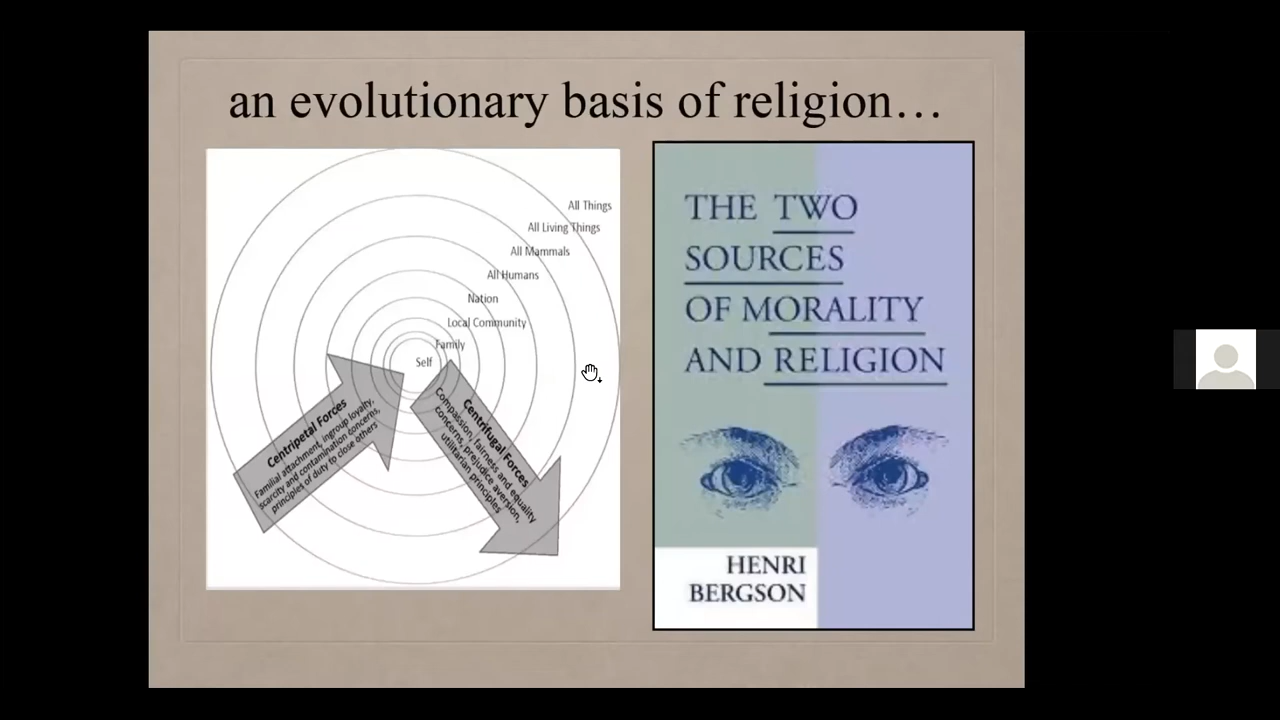 an evolutionary basis of religion…
All Things
All Living Things
All Mammals
All Humans
Nation
Local Community
Family
Self
Centripetal Forces
Familial attachment, ingroup loyalty,
scarcity and contamination concerns,
principles of duty to close others
Centrifugal Forces
Compassion, fairness and equality
concerns, prejudice aversion,
utilitarian principles
THE TWO
SOURCES
OF MORALITY
AND RELIGION
HENRI
BERGSON